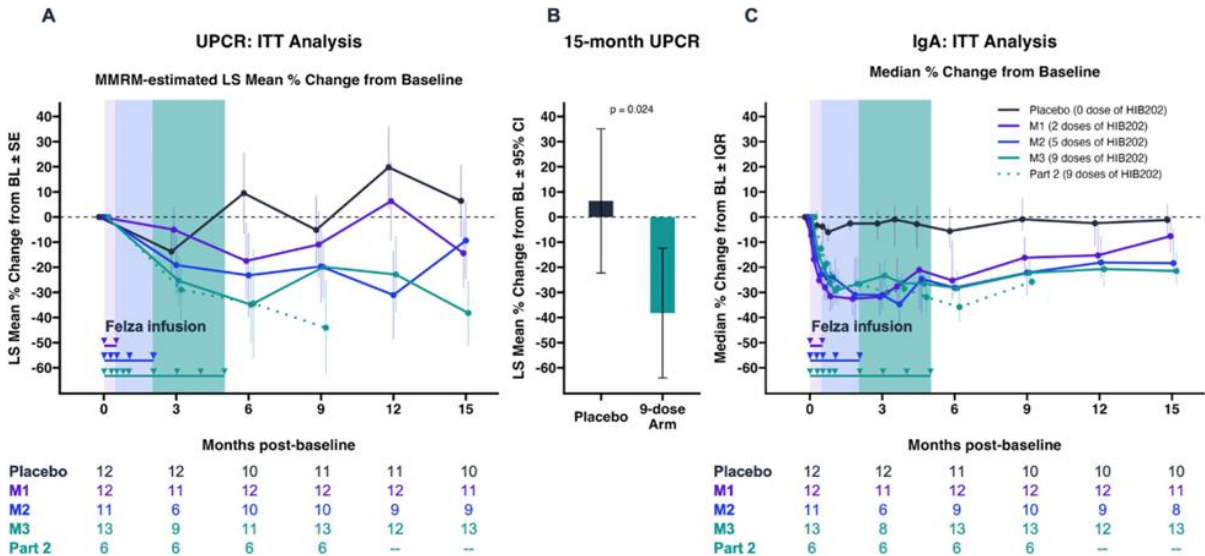 A
UPCR: ITT Analysis
MMRM-estimated LS Mean % Change from Baseline
LS Mean % Change from BL ± SE
40
30
20
10
0
-10
-20
-30
-40
-50
-60
Felza infusion
0 3 6 9 12 15
Months post-baseline
Placebo 12 12 10 11 11 10
M1 12 11 12 12 12 11
M2 11 6 10 10 9 9
M3 13 9 11 13 12 13
Part 2 6 6 6 6 -- --
B
15-month UPCR
LS Mean % Change from BL ± 95% CI
40
30
20
10
0
-10
-20
-30
-40
-50
-60
p = 0.024
Placebo
9-dose
Arm
C
IgA: ITT Analysis
Median % Change from Baseline
Median % Change from BL ± IQR
40
30
20
10
0
-10
-20
-30
-40
-50
-60
Placebo (0 dose of HIB202)
M1 (2 doses of HIB202)
M2 (5 doses of HIB202)
M3 (9 doses of HIB202)
Part 2 (9 doses of HIB202)
Felza infusion
0 3 6 9 12 15
Months post-baseline
Placebo 12 12 11 10 10 10
M1 12 11 12 12 12 11
M2 11 6 9 10 9 8
M3 13 8 13 13 12 13
Part 2 6 6 6 6 -- --